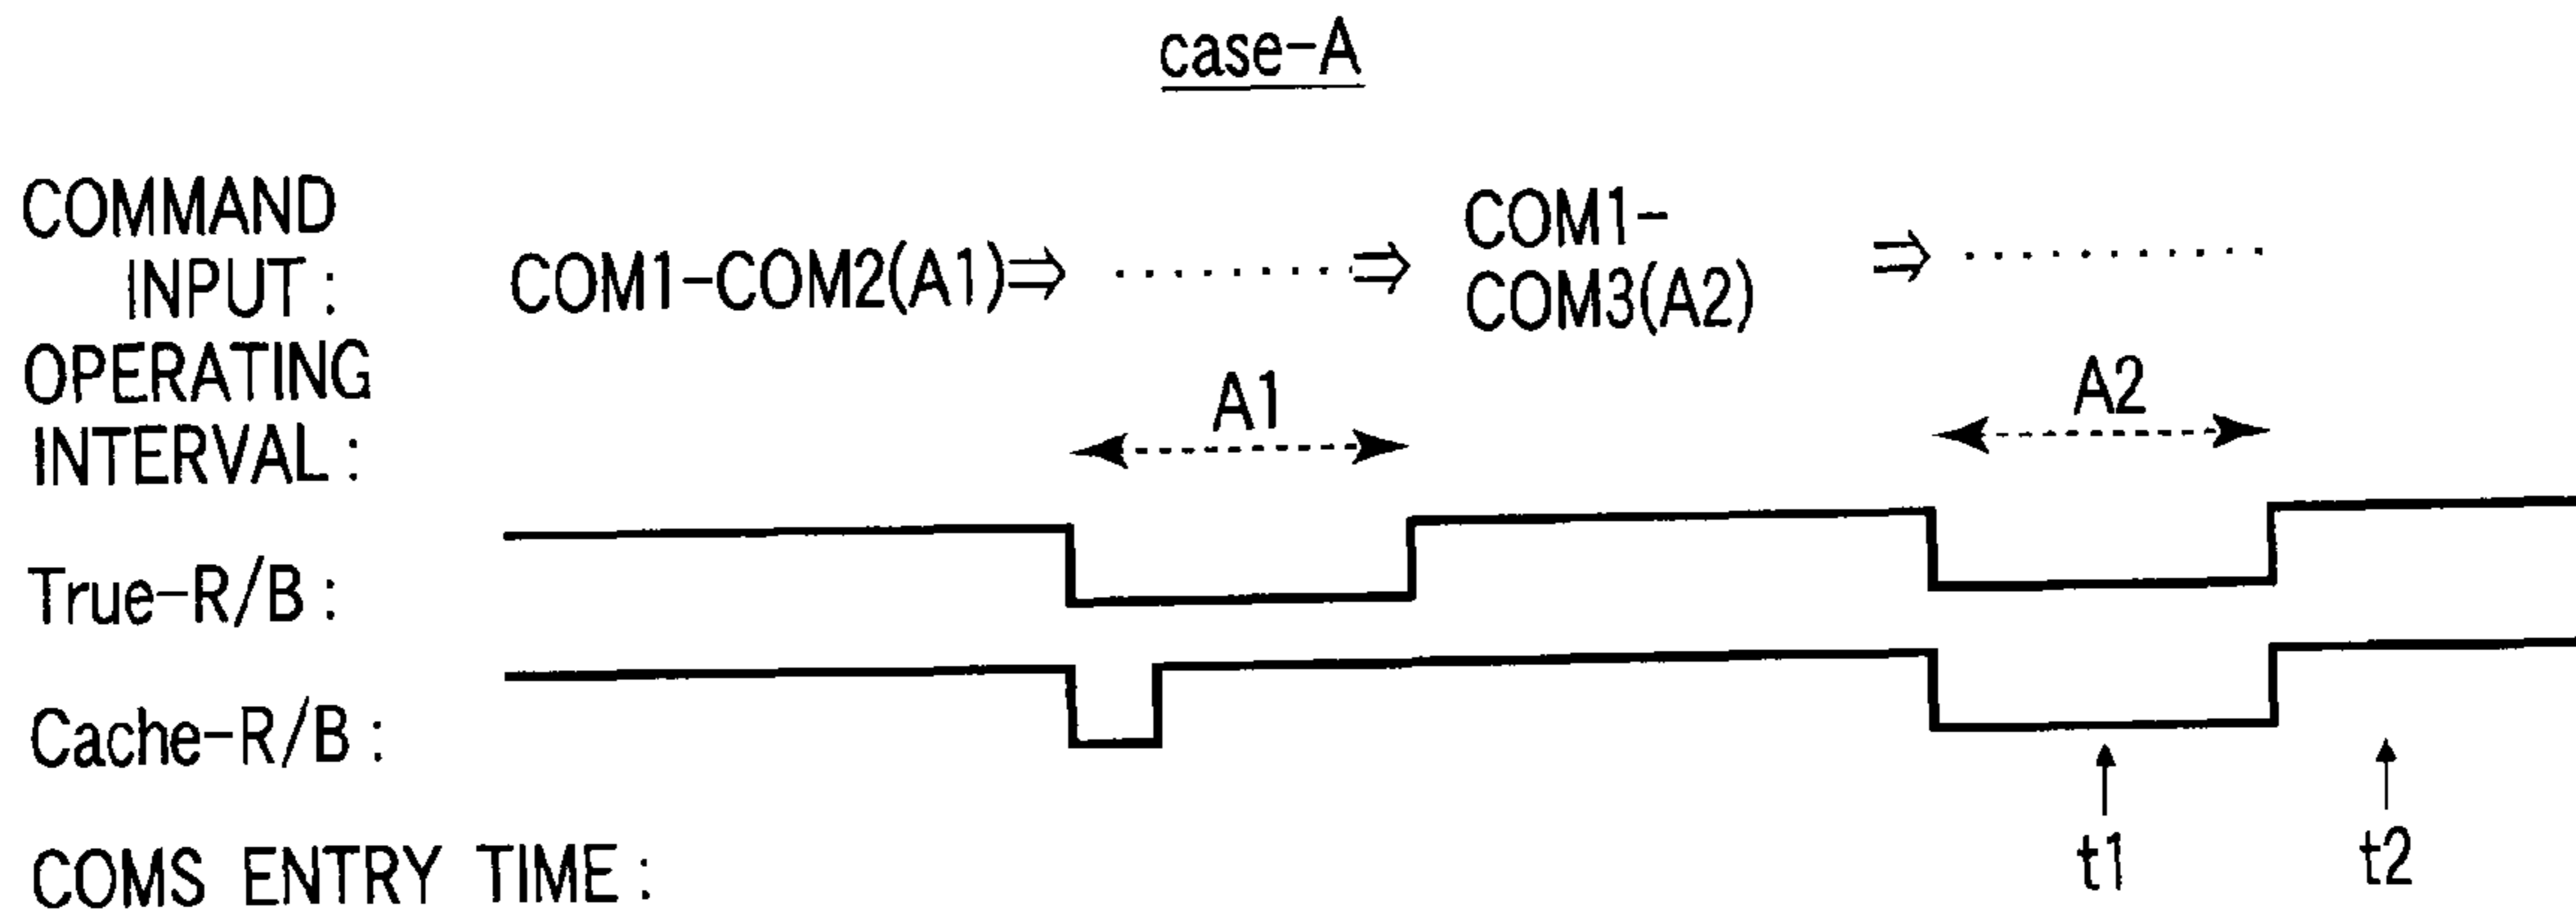 case-A
COMMAND
INPUT :
COM1-COM2(A1)⇒ ·········⇒ COM1-
COM3(A2) ⇒ ··········
OPERATING
INTERVAL :
A1
A2
True-R/B :
Cache-R/B :
COMS ENTRY TIME :
t1
t2